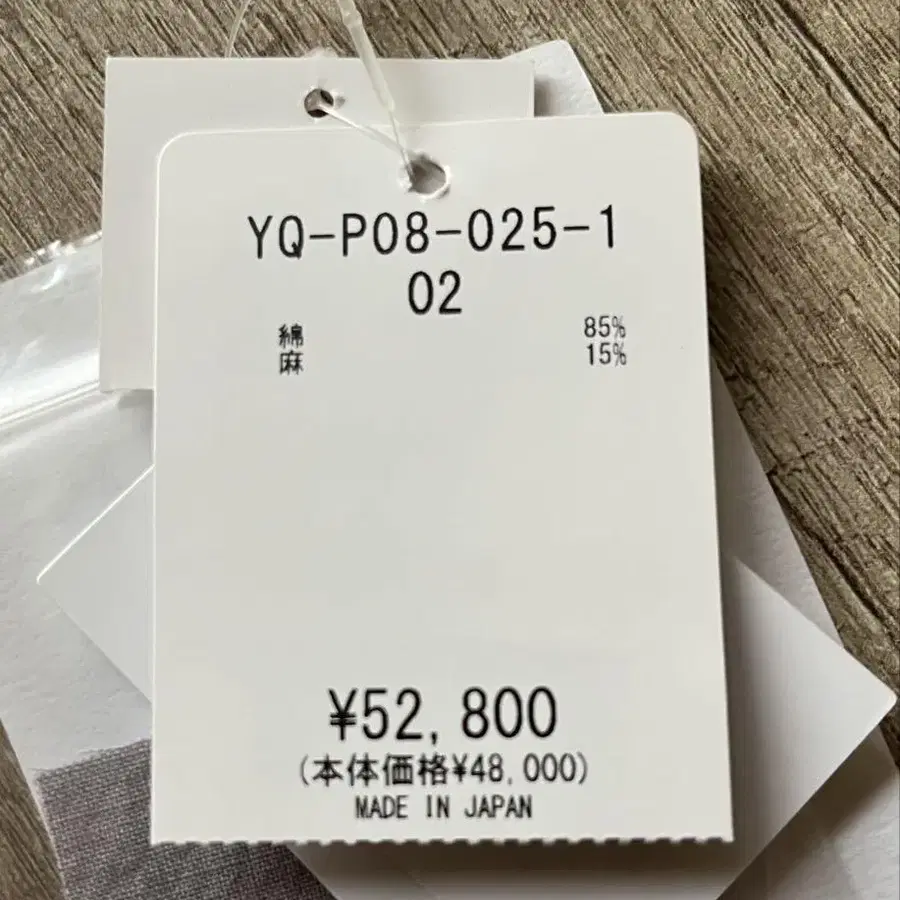 YQ-P08-025-1
02
綿 85%
麻 15%
¥52,800
(本体価格¥48,000)
MADE IN JAPAN